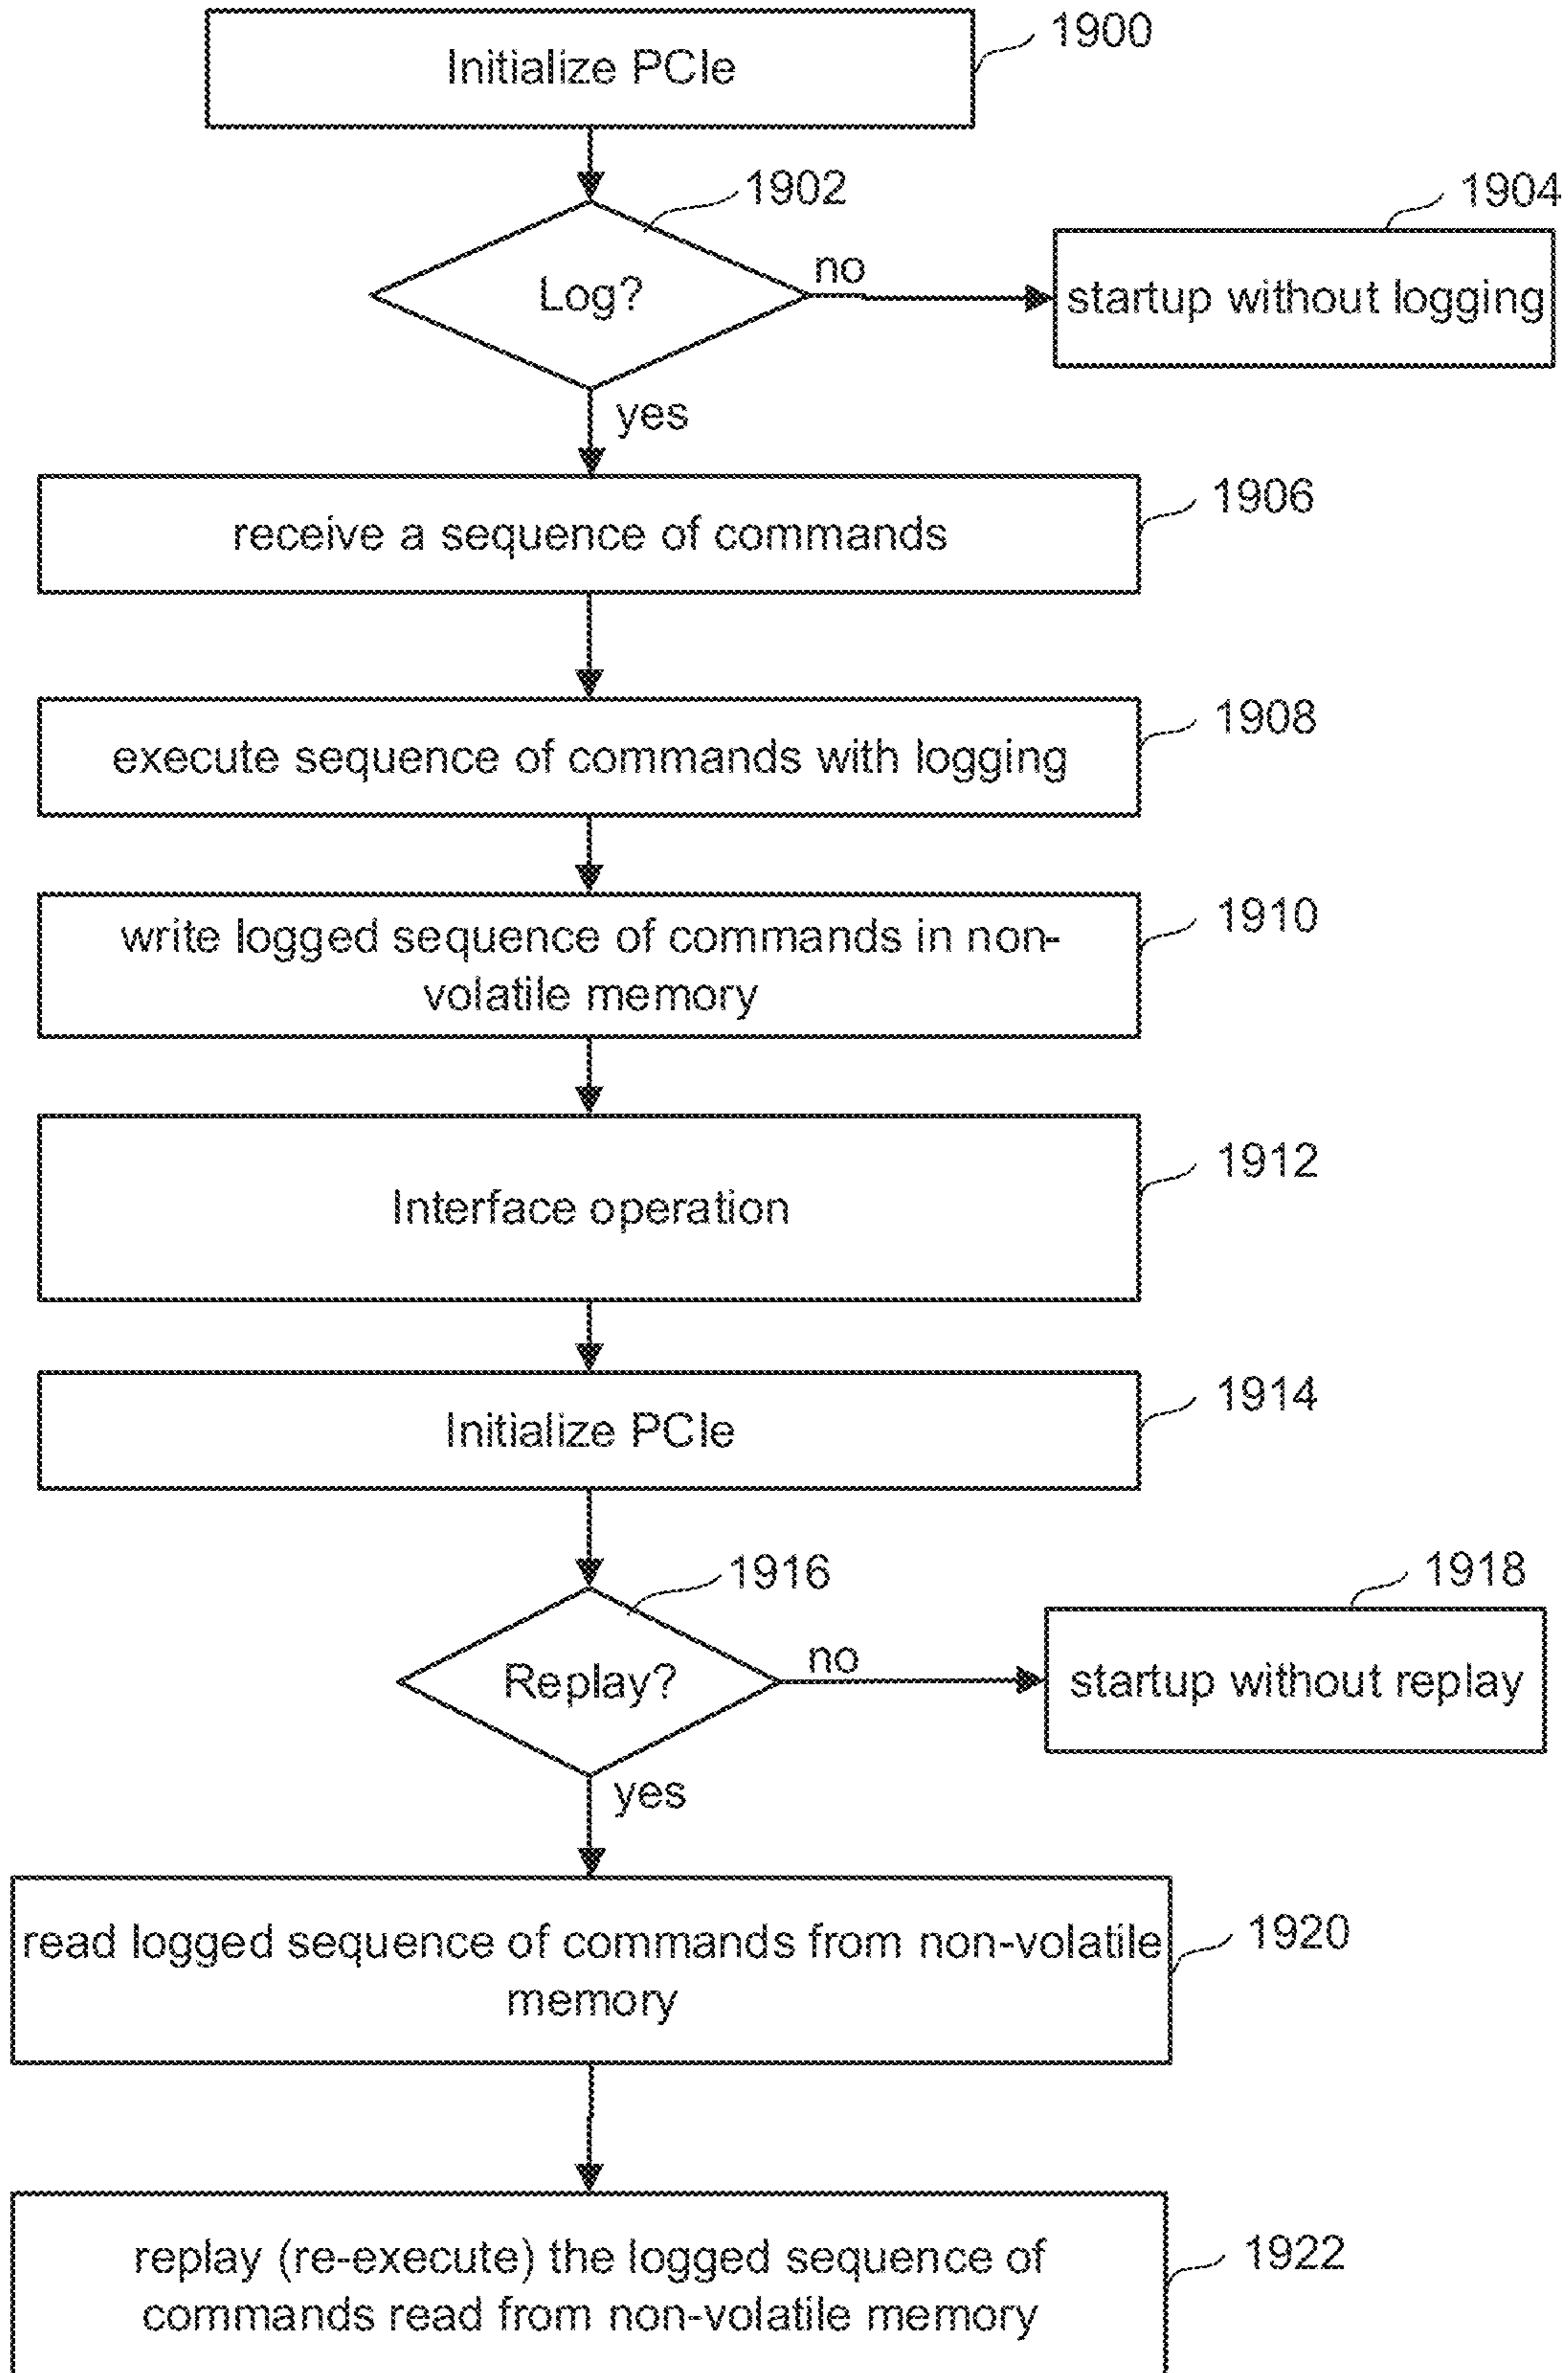 Initialize PCIe
1900
1902
1904
Log?
no
startup without logging
yes
1906
receive a sequence of commands
1908
execute sequence of commands with logging
1910
write logged sequence of commands in non-
volatile memory
1912
Interface operation
1914
Initialize PCIe
1916
1918
Replay?
no
startup without replay
yes
1920
read logged sequence of commands from non-volatile
memory
1922
replay (re-execute) the logged sequence of
commands read from non-volatile memory